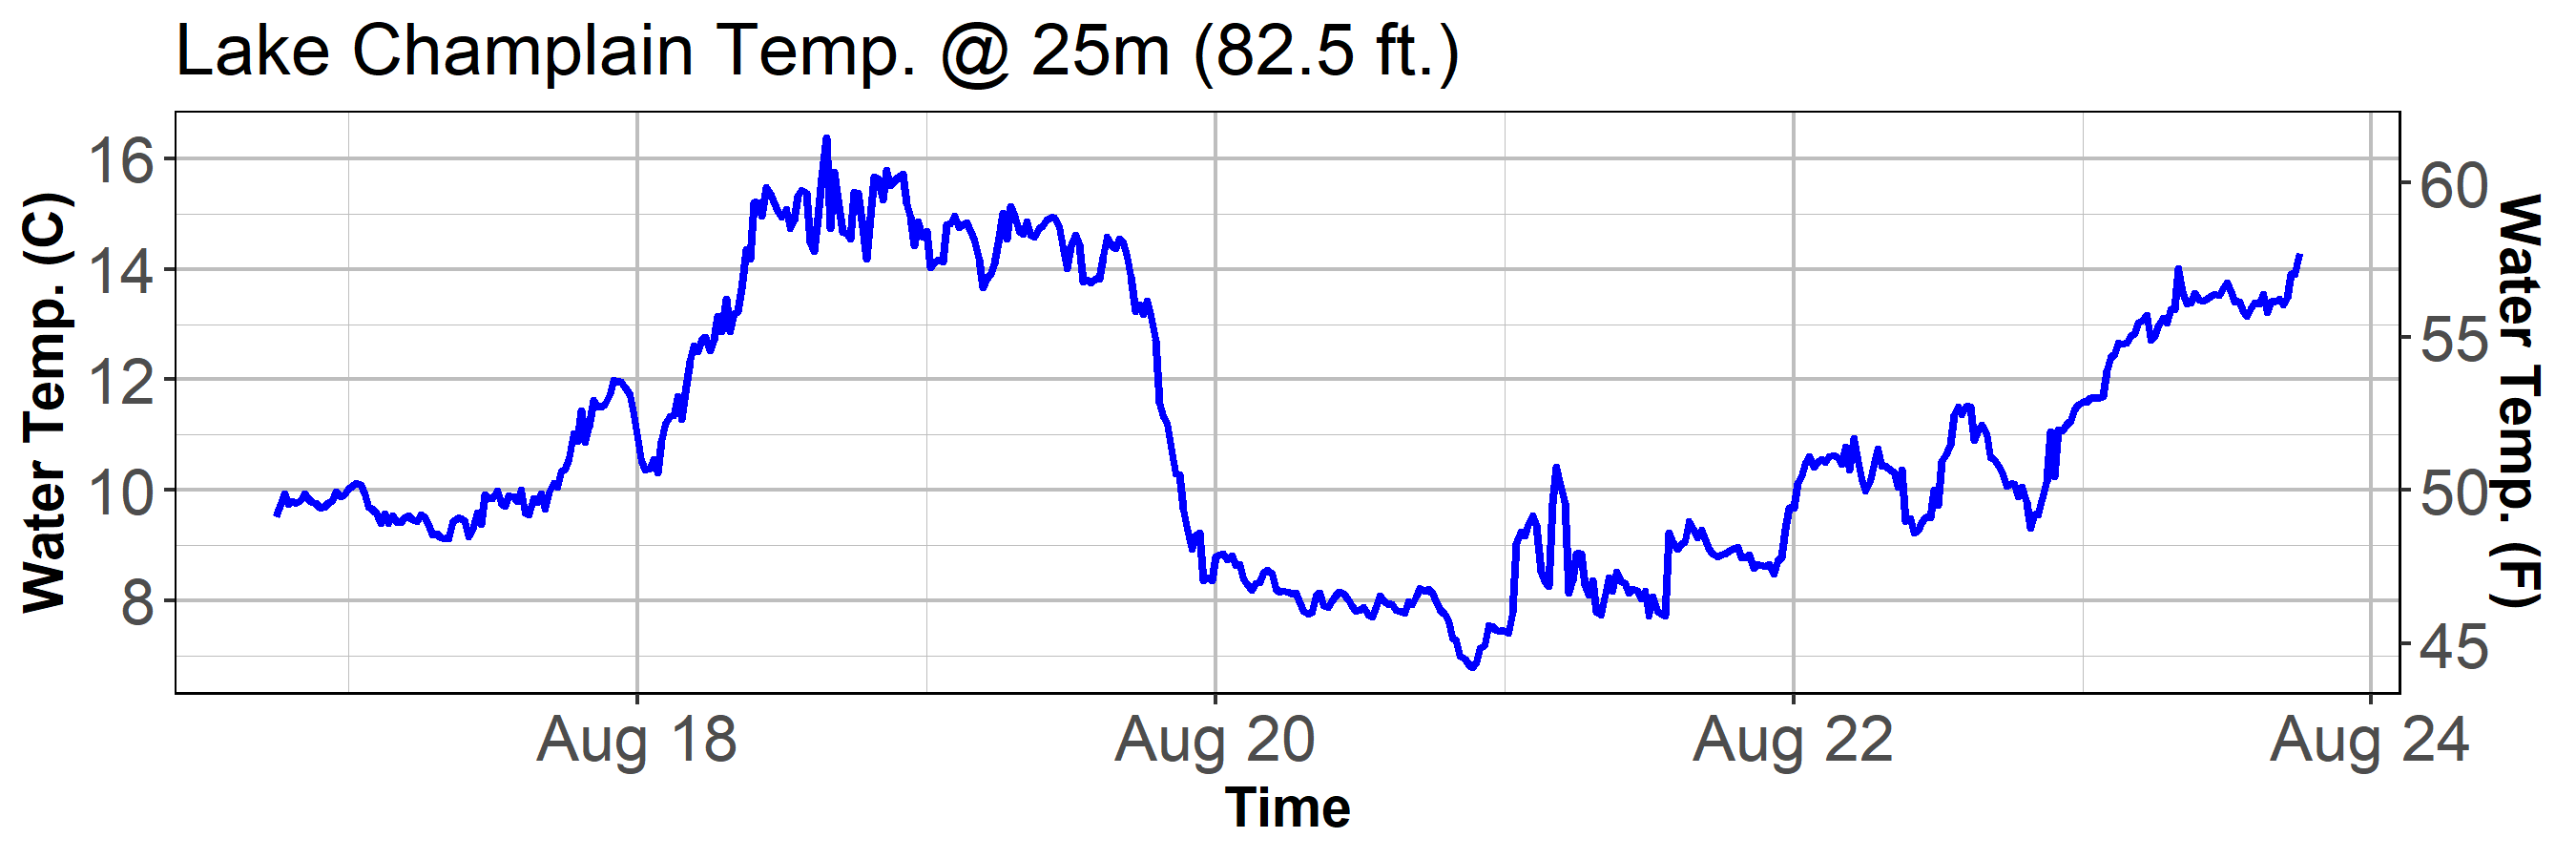 Lake Champlain Temp. @ 25m (82.5 ft.)
Water Temp. (C)
16
14
12
10
8
60
55
50
45
Water Temp. (F)
Aug 18 Aug 20 Aug 22 Aug 24
Time